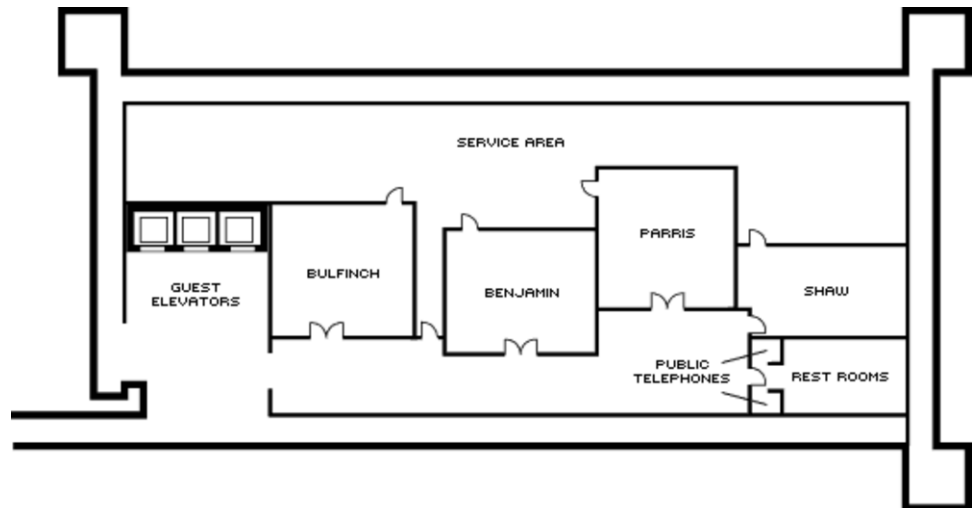 SERVICE AREA
PARRIS
BULFINCH
GUEST
ELEVATORS
BENJAMIN
SHAW
PUBLIC
TELEPHONES
REST ROOMS